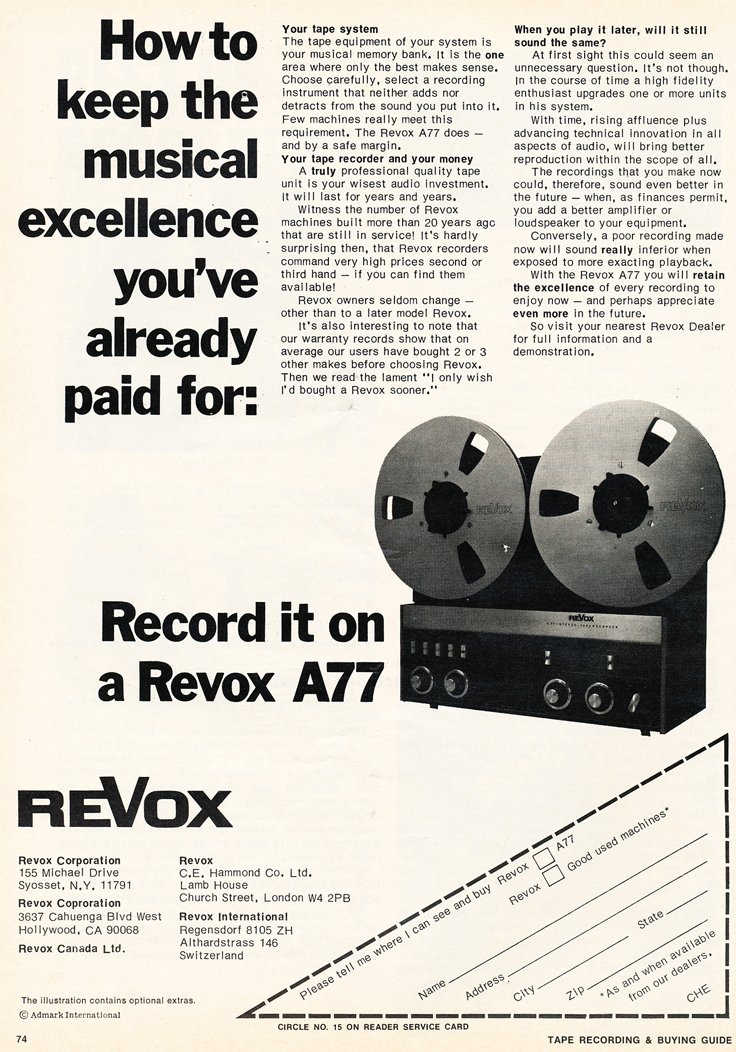 How to
keep the
musical
excellence
you've
already
paid for:
Your tape system
The tape equipment of your system is
your musical memory bank. It is the one
area where only the best makes sense.
Choose carefully, select a recording
instrument that neither adds nor
detracts from the sound you put into it.
Few machines really meet this
requirement. The Revox A77 does —
and by a safe margin.
Your tape recorder and your money
A truly professional quality tape
unit is your wisest audio investment.
It will last for years and years.
Witness the number of Revox
machines built more than 20 years ago
that are still in service! It's hardly
surprising then, that Revox recorders
command very high prices second or
third hand — if you can find them
available!
Revox owners seldom change —
other than to a later model Revox.
It's also interesting to note that
our warranty records show that on
average our users have bought 2 or 3
other makes before choosing Revox.
Then we read the lament "I only wish
I'd bought a Revox sooner."
When you play it later, will it still
sound the same?
At first sight this could seem an
unnecessary question. It's not though.
In the course of time a high fidelity
enthusiast upgrades one or more units
in his system.
With time, rising affluence plus
advancing technical innovation in all
aspects of audio, will bring better
reproduction within the scope of all.
The recordings that you make now
could, therefore, sound even better in
the future — when, as finances permit,
you add a better amplifier or
loudspeaker to your equipment.
Conversely, a poor recording made
now will sound really inferior when
exposed to more exacting playback.
With the Revox A77 you will retain
the excellence of every recording to
enjoy now — and perhaps appreciate
even more in the future.
So visit your nearest Revox Dealer
for full information and a
demonstration.
REVOX
REVOX
REVOX
Record it on
a Revox A77
REVOX
Revox Corporation
155 Michael Drive
Syosset, N.Y. 11791
Revox Coproration
3637 Cahuenga Blvd West
Hollywood, CA 90068
Revox Canada Ltd.
Revox
C.E. Hammond Co. Ltd.
Lamb House
Church Street, London W4 2PB
Revox International
Regensdorf 8105 ZH
Althardstrass 146
Switzerland
Please tell me where I can see and buy Revox A77
Revox Good used machines*
Name
Address
City State
Zip
*As and when available
from our dealers.
CHE
The illustration contains optional extras.
© Admark International
CIRCLE NO. 15 ON READER SERVICE CARD
74
TAPE RECORDING & BUYING GUIDE